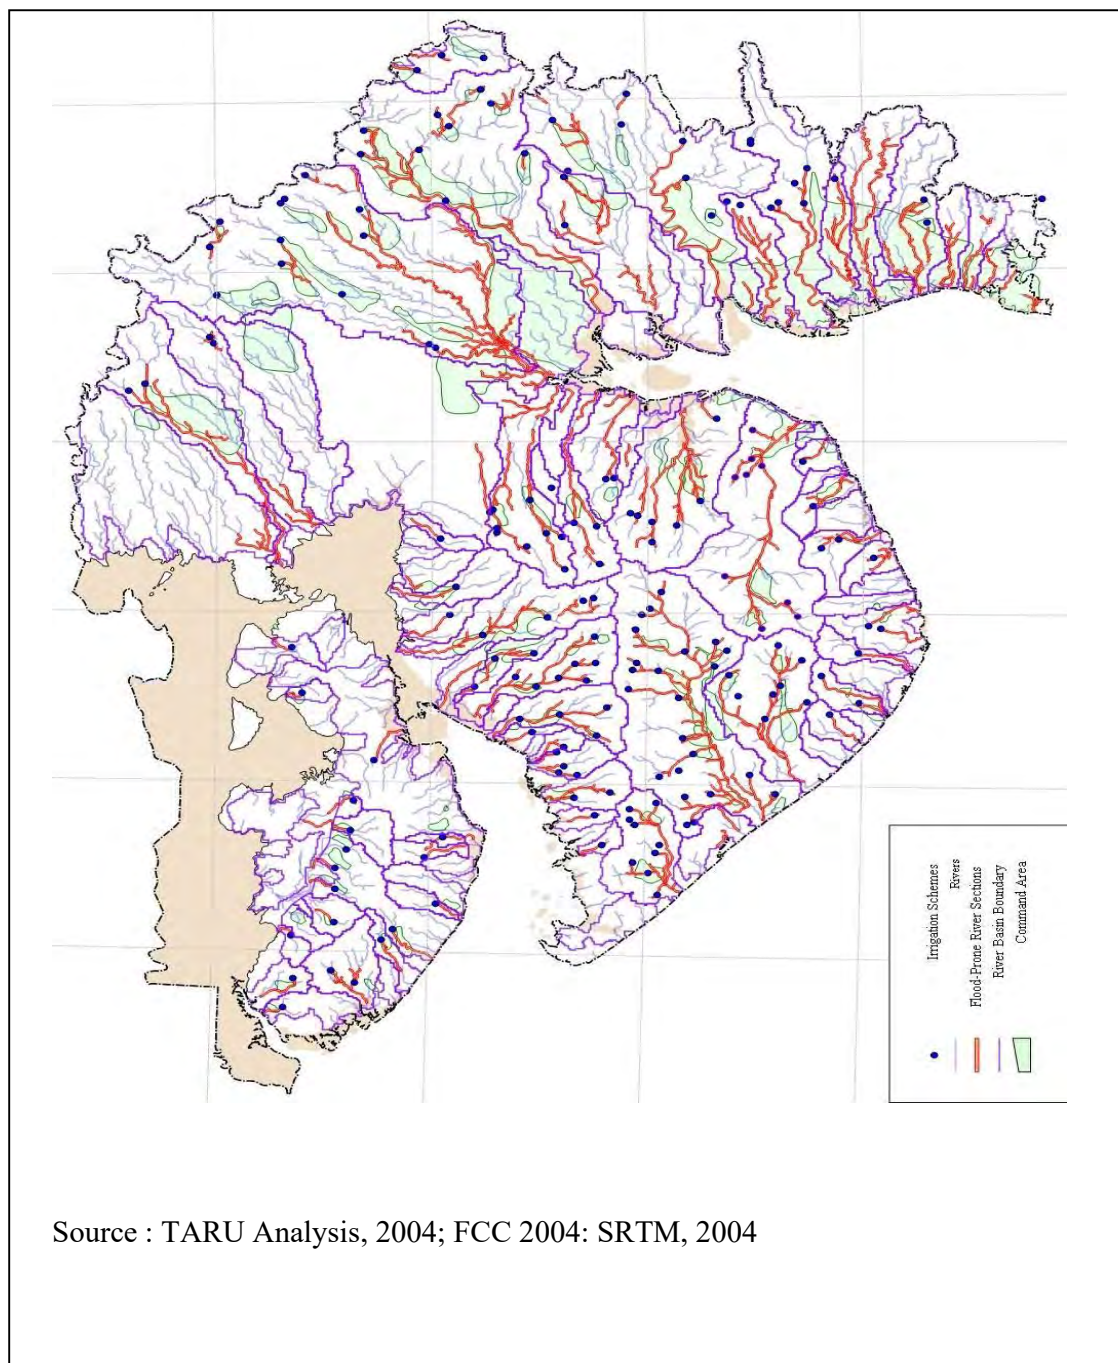 Irrigation Schemes
Rivers
Flood-Prone River Sections
River Basin Boundary
Command Area
Source : TARU Analysis, 2004; FCC 2004: SRTM, 2004